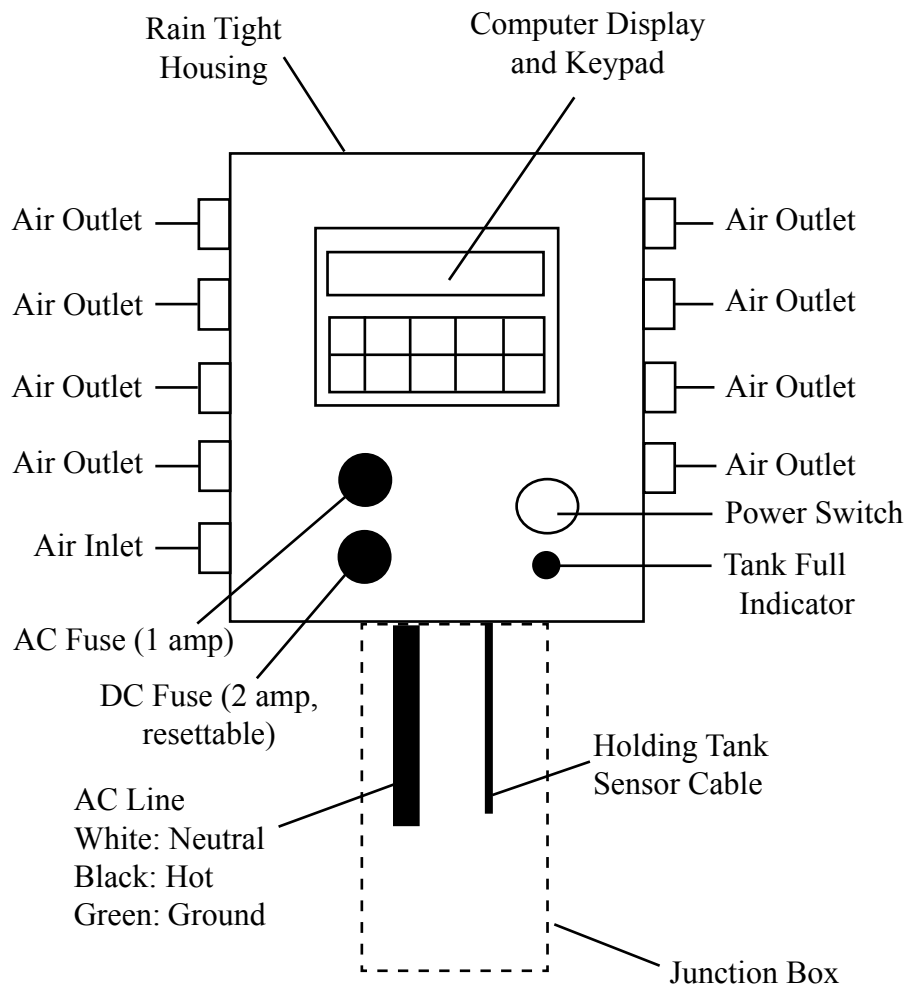 Rain Tight
Housing
Computer Display
and Keypad
Air Outlet
Air Outlet
Air Outlet
Air Outlet
Air Inlet
Air Outlet
Air Outlet
Air Outlet
Air Outlet
Power Switch
Tank Full
Indicator
AC Fuse (1 amp)
DC Fuse (2 amp,
resettable)
Holding Tank
Sensor Cable
AC Line
White: Neutral
Black: Hot
Green: Ground
Junction Box